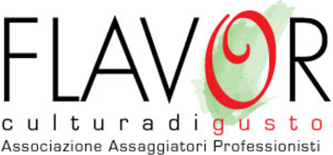 FLAVOR
culturadigusto
Associazione Assaggiatori Professionisti